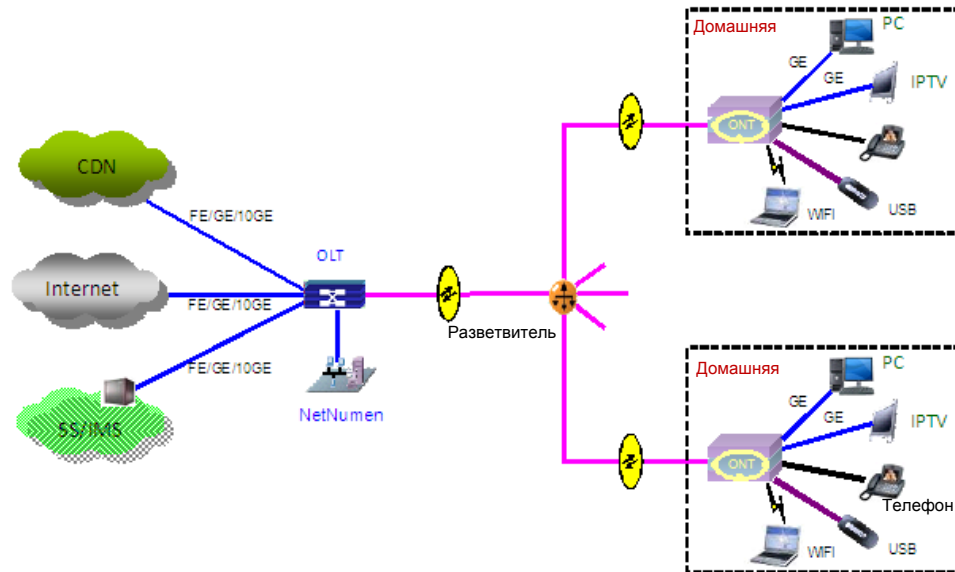 CDN
FE/GE/10GE
Internet
FE/GE/10GE
SS/IMS
FE/GE/10GE
OLT
NetNumen
Разветвитель
Домашняя
PC
GE
GE
IPTV
ONT
WIFI
USB
Домашняя
PC
GE
GE
IPTV
ONT
Телефон
WIFI
USB